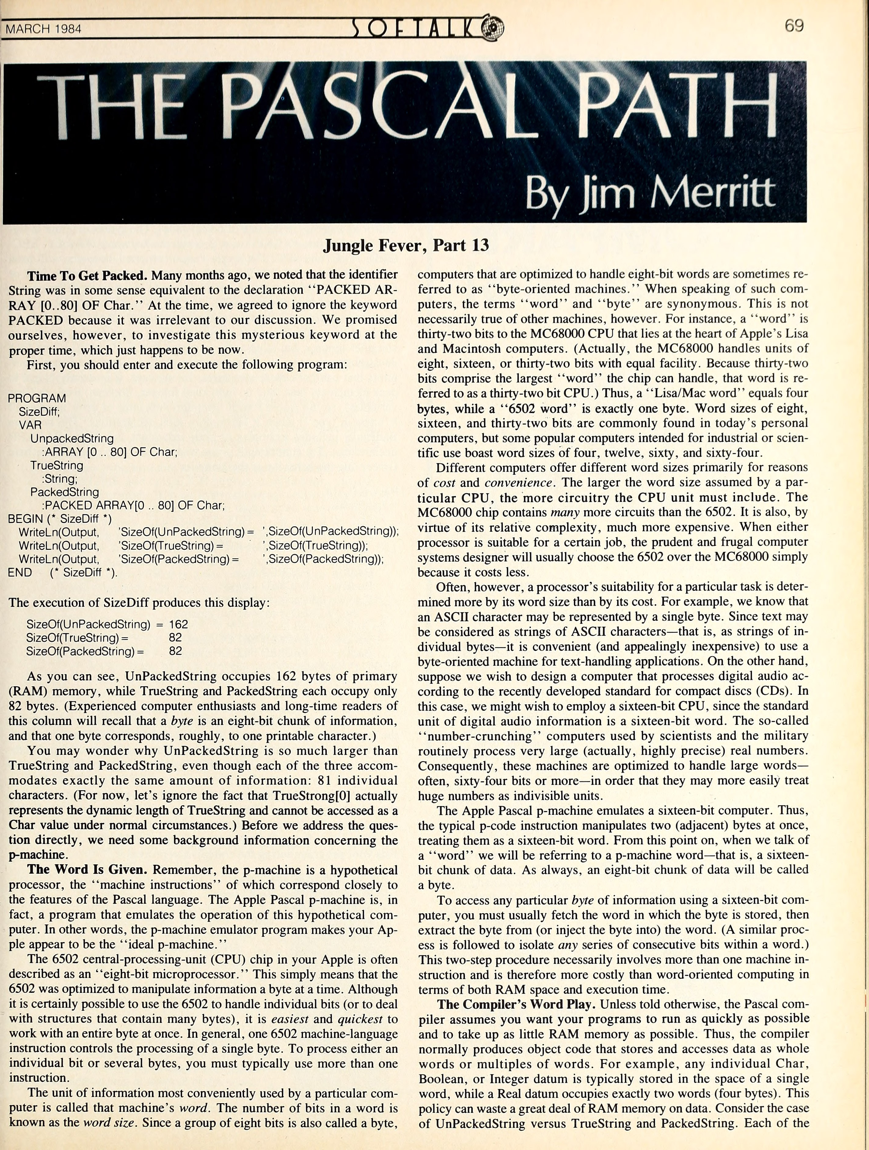 MARCH 1984
SOFTALK
69
THE PASCAL PATH
By Jim Merritt
Jungle Fever, Part 13
Time To Get Packed. Many months ago, we noted that the identifier
String was in some sense equivalent to the declaration "PACKED AR-
RAY [0..80] OF Char." At the time, we agreed to ignore the keyword
PACKED because it was irrelevant to our discussion. We promised
ourselves, however, to investigate this mysterious keyword at the
proper time, which just happens to be now.
First, you should enter and execute the following program:
PROGRAM
SizeDiff;
VAR
UnpackedString
:ARRAY [0 .. 80] OF Char;
TrueString
:String;
PackedString
:PACKED ARRAY[0 .. 80] OF Char;
BEGIN (* SizeDiff *)
WriteLn(Output, 'SizeOf(UnPackedString) = ',SizeOf(UnPackedString));
WriteLn(Output, 'SizeOf(TrueString) = ',SizeOf(TrueString));
WriteLn(Output, 'SizeOf(PackedString) = ',SizeOf(PackedString));
END (* SizeDiff *).
The execution of SizeDiff produces this display:
SizeOf(UnPackedString) = 162
SizeOf(TrueString) = 82
SizeOf(PackedString) = 82
As you can see, UnPackedString occupies 162 bytes of primary
(RAM) memory, while TrueString and PackedString each occupy only
82 bytes. (Experienced computer enthusiasts and long-time readers of
this column will recall that a byte is an eight-bit chunk of information,
and that one byte corresponds, roughly, to one printable character.)
You may wonder why UnPackedString is so much larger than
TrueString and PackedString, even though each of the three accom-
modates exactly the same amount of information: 81 individual
characters. (For now, let's ignore the fact that TrueStrong[0] actually
represents the dynamic length of TrueString and cannot be accessed as a
Char value under normal circumstances.) Before we address the ques-
tion directly, we need some background information concerning the
p-machine.
The Word Is Given. Remember, the p-machine is a hypothetical
processor, the "machine instructions" of which correspond closely to
the features of the Pascal language. The Apple Pascal p-machine is, in
fact, a program that emulates the operation of this hypothetical com-
puter. In other words, the p-machine emulator program makes your Ap-
ple appear to be the "ideal p-machine."
The 6502 central-processing-unit (CPU) chip in your Apple is often
described as an "eight-bit microprocessor." This simply means that the
6502 was optimized to manipulate information a byte at a time. Although
it is certainly possible to use the 6502 to handle individual bits (or to deal
with structures that contain many bytes), it is easiest and quickest to
work with an entire byte at once. In general, one 6502 machine-language
instruction controls the processing of a single byte. To process either an
individual bit or several bytes, you must typically use more than one
instruction.
The unit of information most conveniently used by a particular com-
puter is called that machine's word. The number of bits in a word is
known as the word size. Since a group of eight bits is also called a byte,
computers that are optimized to handle eight-bit words are sometimes re-
ferred to as "byte-oriented machines." When speaking of such com-
puters, the terms "word" and "byte" are synonymous. This is not
necessarily true of other machines, however. For instance, a "word" is
thirty-two bits to the MC68000 CPU that lies at the heart of Apple's Lisa
and Macintosh computers. (Actually, the MC68000 handles units of
eight, sixteen, or thirty-two bits with equal facility. Because thirty-two
bits comprise the largest "word" the chip can handle, that word is re-
ferred to as a thirty-two bit CPU.) Thus, a "Lisa/Mac word" equals four
bytes, while a "6502 word" is exactly one byte. Word sizes of eight,
sixteen, and thirty-two bits are commonly found in today's personal
computers, but some popular computers intended for industrial or scien-
tific use boast word sizes of four, twelve, sixty, and sixty-four.
Different computers offer different word sizes primarily for reasons
of cost and convenience. The larger the word size assumed by a par-
ticular CPU, the more circuitry the CPU unit must include. The
MC68000 chip contains many more circuits than the 6502. It is also, by
virtue of its relative complexity, much more expensive. When either
processor is suitable for a certain job, the prudent and frugal computer
systems designer will usually choose the 6502 over the MC68000 simply
because it costs less.
Often, however, a processor's suitability for a particular task is deter-
mined more by its word size than by its cost. For example, we know that
an ASCII character may be represented by a single byte. Since text may
be considered as strings of ASCII characters—that is, as strings of in-
dividual bytes—it is convenient (and appealingly inexpensive) to use a
byte-oriented machine for text-handling applications. On the other hand,
suppose we wish to design a computer that processes digital audio ac-
cording to the recently developed standard for compact discs (CDs). In
this case, we might wish to employ a sixteen-bit CPU, since the standard
unit of digital audio information is a sixteen-bit word. The so-called
"number-crunching" computers used by scientists and the military
routinely process very large (actually, highly precise) real numbers.
Consequently, these machines are optimized to handle large words—
often, sixty-four bits or more—in order that they may more easily treat
huge numbers as indivisible units.
The Apple Pascal p-machine emulates a sixteen-bit computer. Thus,
the typical p-code instruction manipulates two (adjacent) bytes at once,
treating them as a sixteen-bit word. From this point on, when we talk of
a "word" we will be referring to a p-machine word—that is, a sixteen-
bit chunk of data. As always, an eight-bit chunk of data will be called
a byte.
To access any particular byte of information using a sixteen-bit com-
puter, you must usually fetch the word in which the byte is stored, then
extract the byte from (or inject the byte into) the word. (A similar proc-
ess is followed to isolate any series of consecutive bits within a word.)
This two-step procedure necessarily involves more than one machine in-
struction and is therefore more costly than word-oriented computing in
terms of both RAM space and execution time.
The Compiler's Word Play. Unless told otherwise, the Pascal com-
piler assumes you want your programs to run as quickly as possible
and to take up as little RAM memory as possible. Thus, the compiler
normally produces object code that stores and accesses data as whole
words or multiples of words. For example, any individual Char,
Boolean, or Integer datum is typically stored in the space of a single
word, while a Real datum occupies exactly two words (four bytes). This
policy can waste a great deal of RAM memory on data. Consider the case
of UnPackedString versus TrueString and PackedString. Each of the